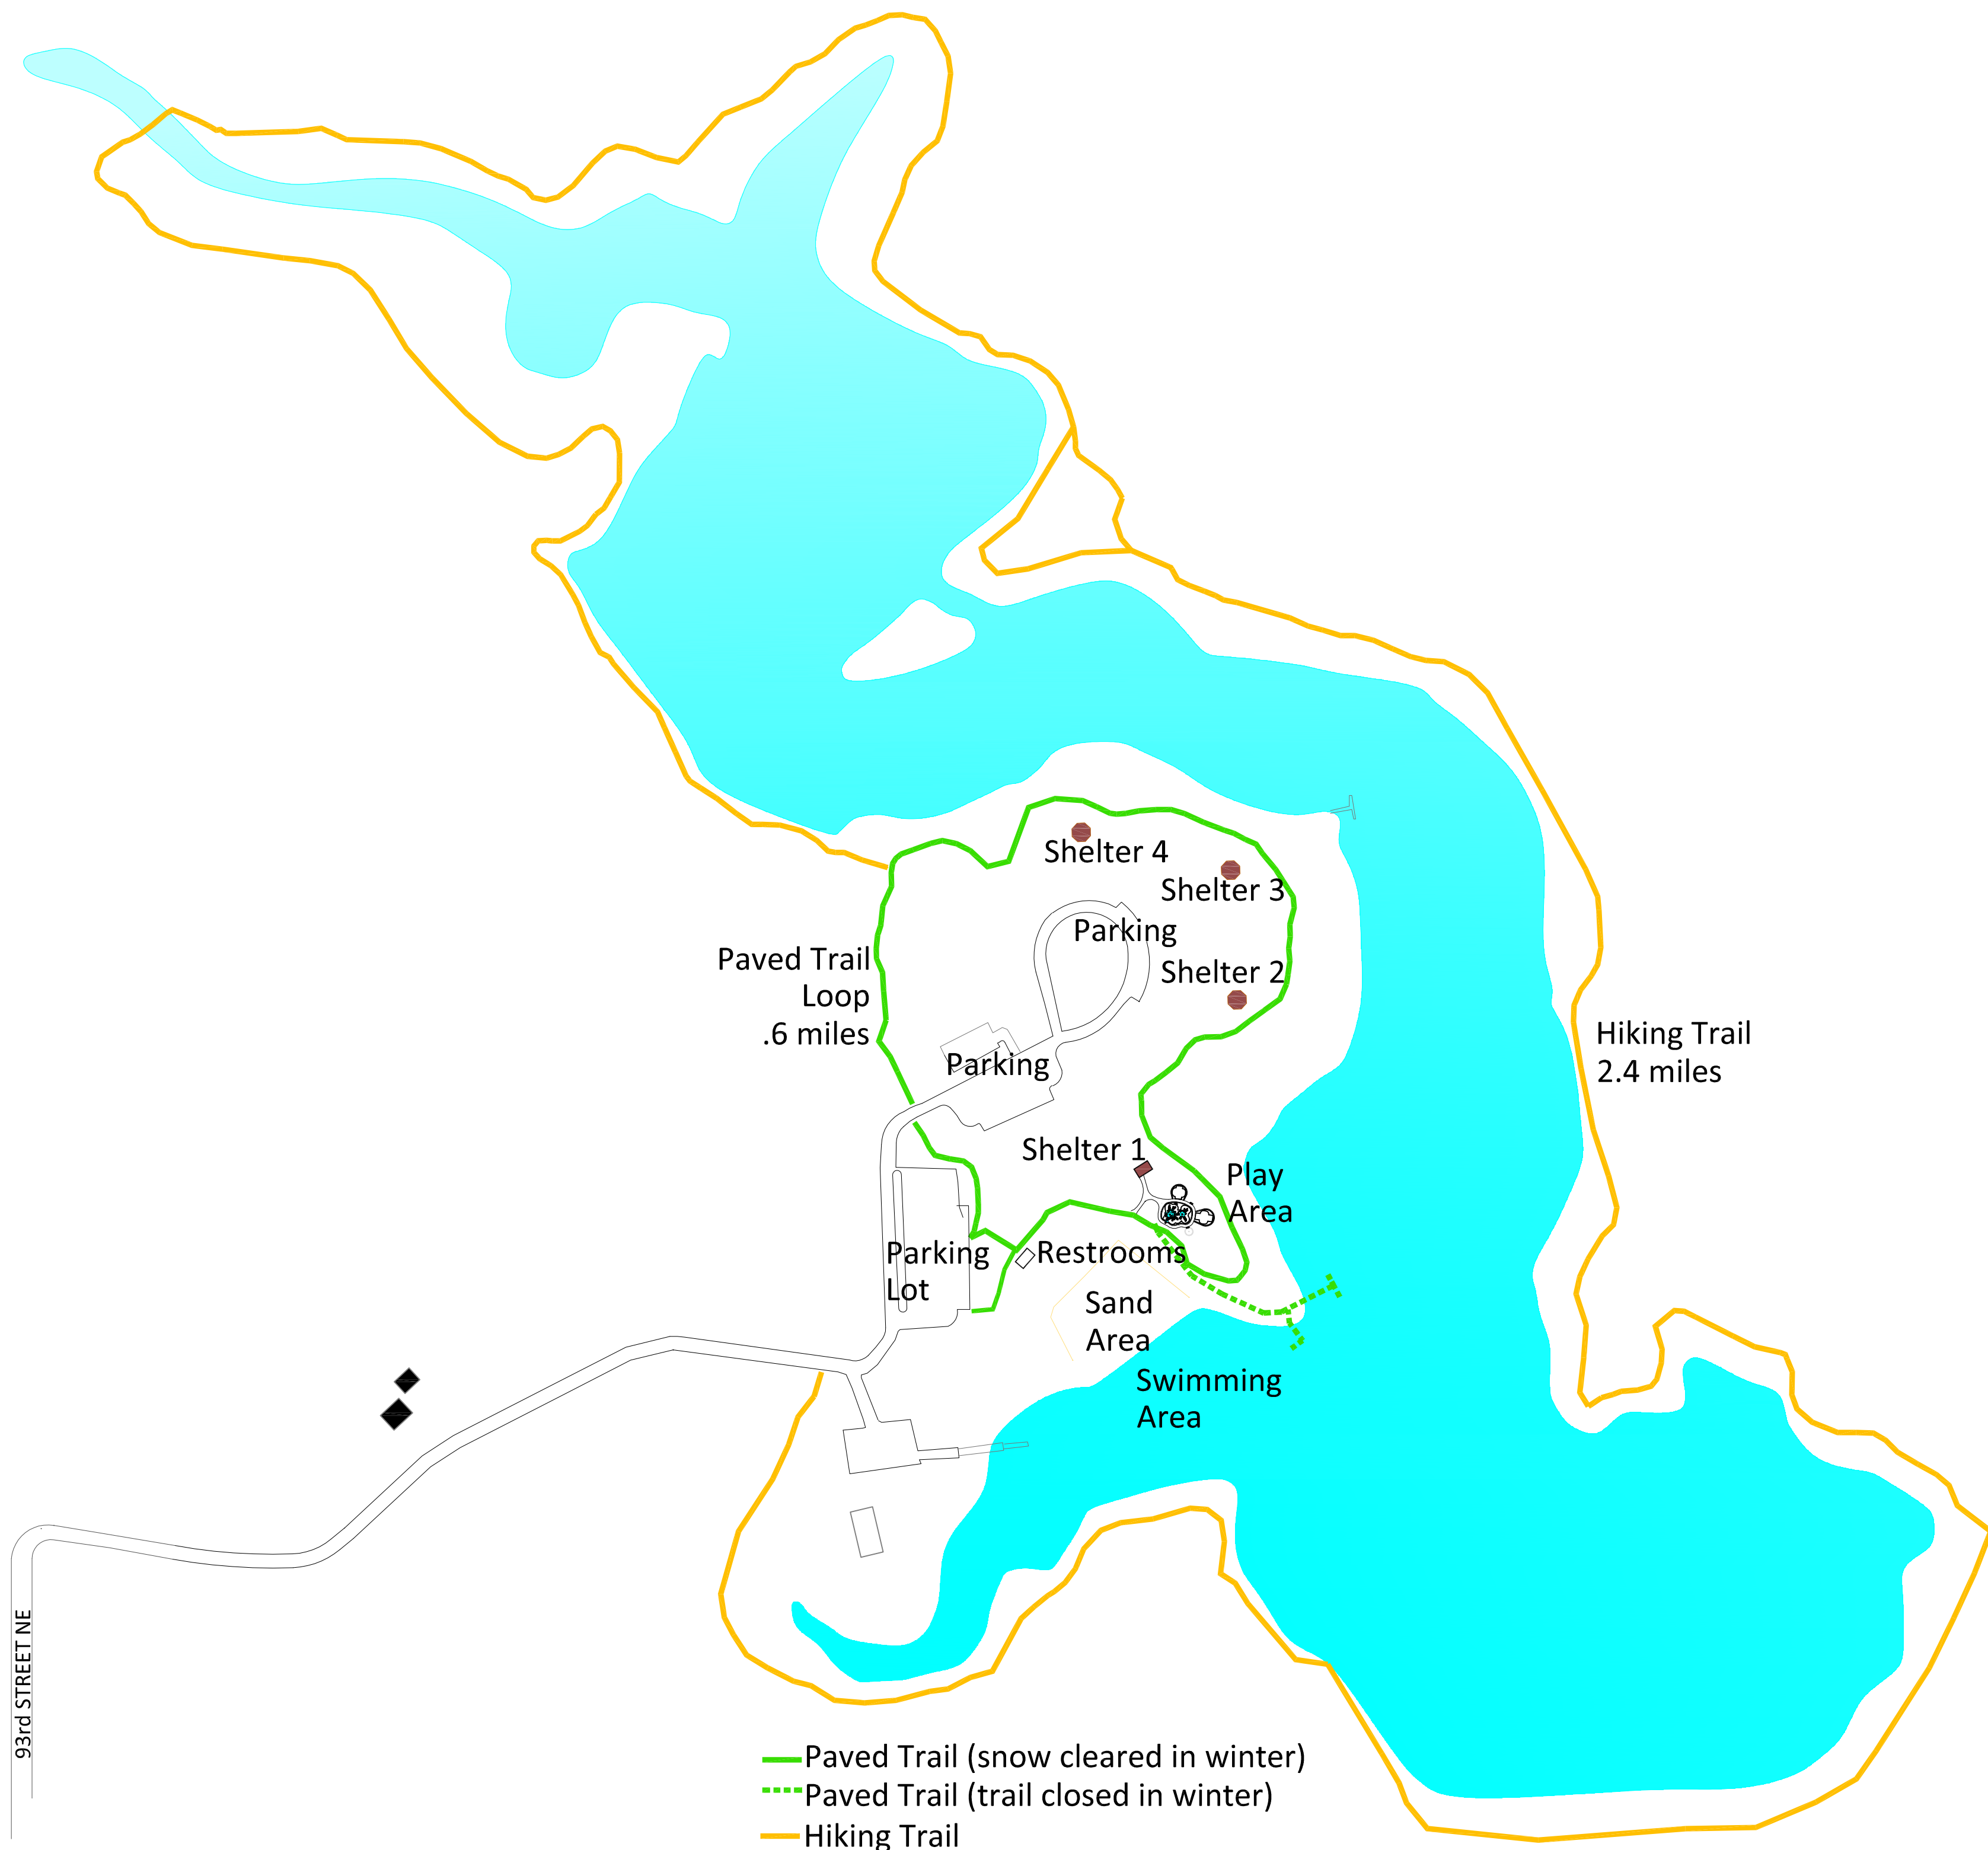 Shelter 4
Shelter 3
Parking
Paved Trail
Loop
.6 miles
Shelter 2
Hiking Trail
2.4 miles
Parking
Shelter 1
Play
Area
Parking
Lot
Restrooms
Sand
Area
Swimming
Area
93rd STREET NE
Paved Trail (snow cleared in winter)
Paved Trail (trail closed in winter)
Hiking Trail